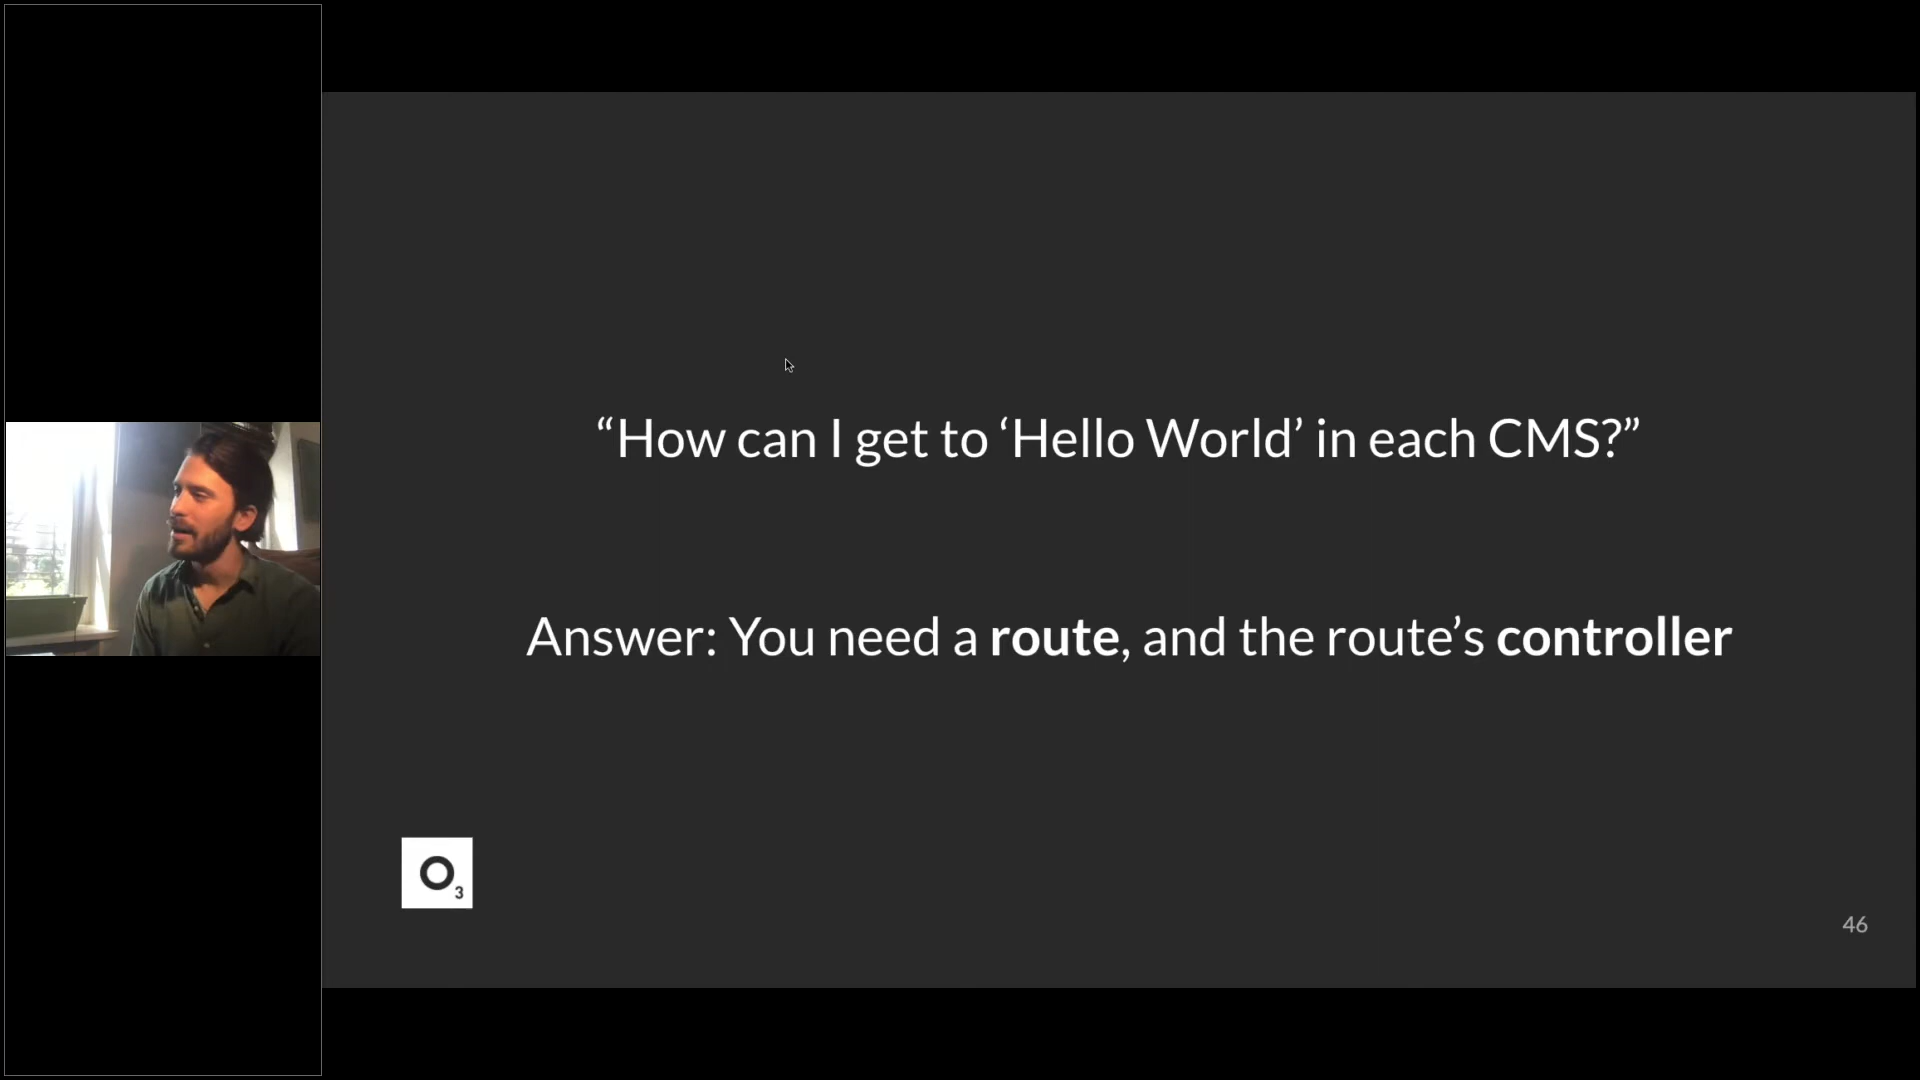 “How can I get to ‘Hello World’ in each CMS?”
Answer: You need a route, and the route’s controller
O3
46